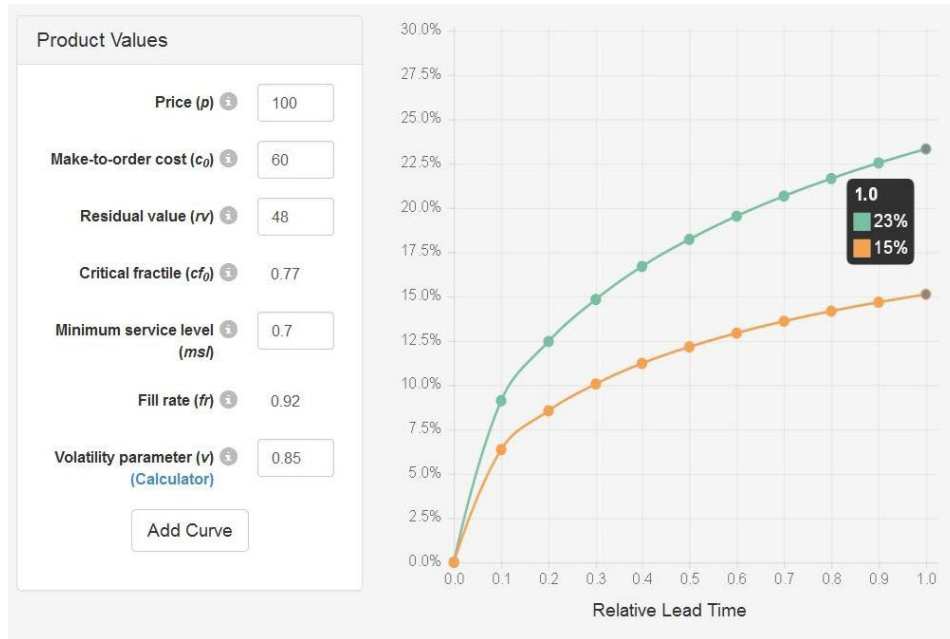 Product Values
Price (p) i 100
Make-to-order cost (c0) i 60
Residual value (rv) i 48
Critical fractile (cf0) i 0.77
Minimum service level i 0.7
(msl)
Fill rate (fr) i 0.92
Volatility parameter (v) i 0.85
(Calculator)
Add Curve
30.0%
27.5%
25.0%
22.5%
20.0%
17.5%
15.0%
12.5%
10.0%
7.5%
5.0%
2.5%
0.0%
1.0
23%
15%
0.0 0.1 0.2 0.3 0.4 0.5 0.6 0.7 0.8 0.9 1.0
Relative Lead Time